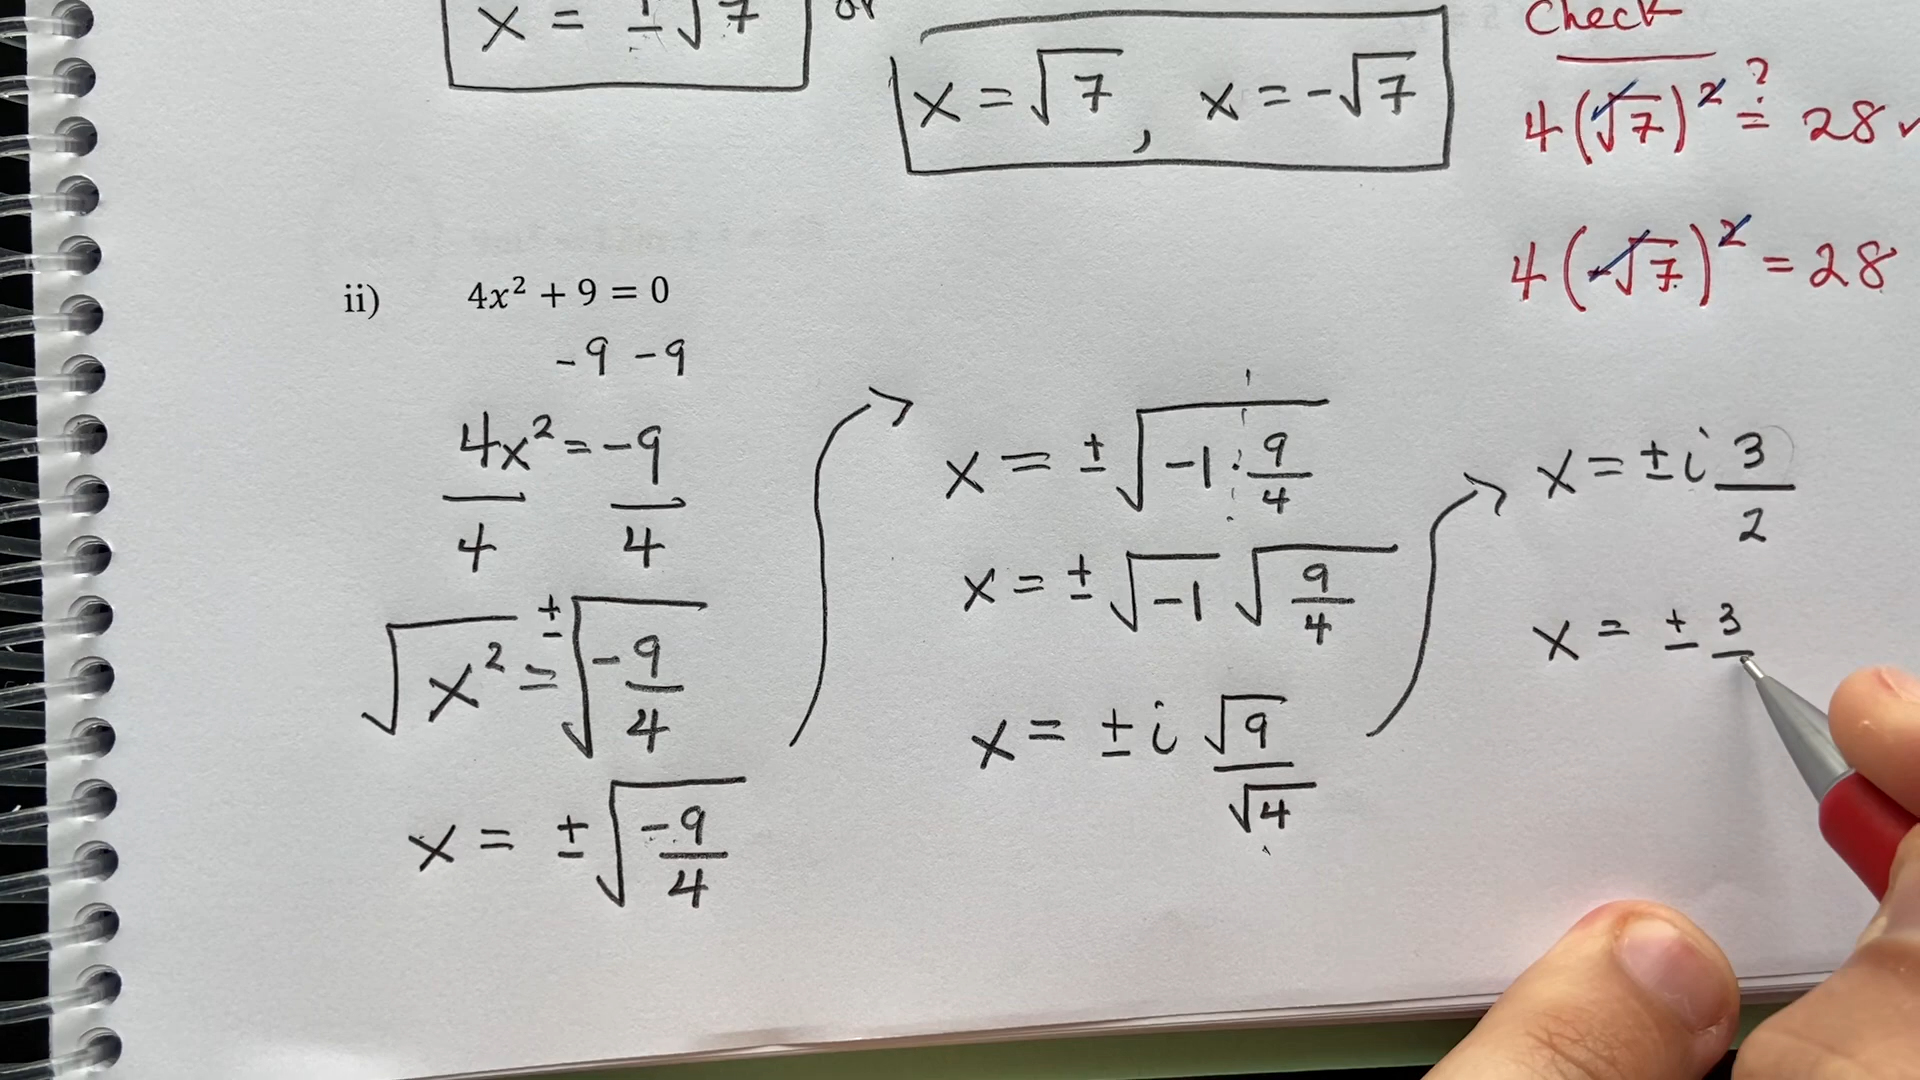 x = ±√7 or
x = √7 , x = -√7
Check
4(√7)² ≟ 28 ✓
4(-√7)² = 28
ii) 4x² + 9 = 0
-9 -9
4x²/4 = -9/4
√x² = ±√-9/4
x = ±√-9/4
x = ±√-1·9/4
x = ±√-1 √9/4
x = ±i √9/√4
x = ±i 3/2
x = ± 3